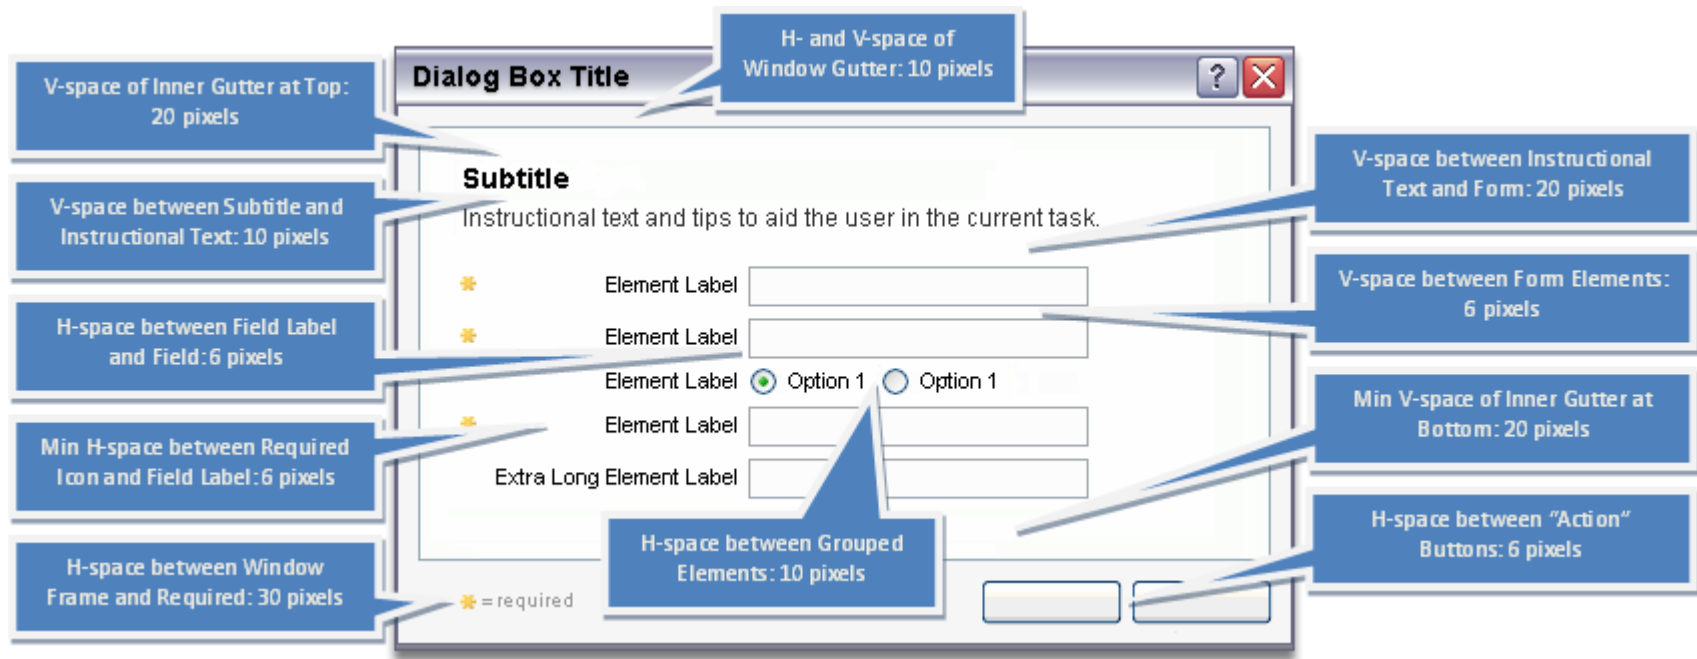 H- and V-space of
Window Gutter: 10 pixels
Dialog Box Title
?
V-space of Inner Gutter at Top:
20 pixels
V-space between Instructional
Text and Form: 20 pixels
Subtitle
V-space between Subtitle and
Instructional Text: 10 pixels
Instructional text and tips to aid the user in the current task.
V-space between Form Elements:
6 pixels
* Element Label
H-space between Field Label
and Field: 6 pixels
* Element Label
Element Label Option 1 Option 1
Min V-space of Inner Gutter at
Bottom: 20 pixels
* Element Label
Min H-space between Required
Icon and Field Label: 6 pixels
Extra Long Element Label
H-space between "Action"
Buttons: 6 pixels
H-space between Grouped
Elements: 10 pixels
H-space between Window
Frame and Required: 30 pixels
* = required